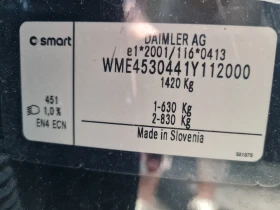 smart
DAIMLER AG
e1*2001/116*0413
WME4530441Y112000
1420 Kg
1-630 Kg
2-830 Kg
451
1,0%
EN4 ECN
Made in Slovenia